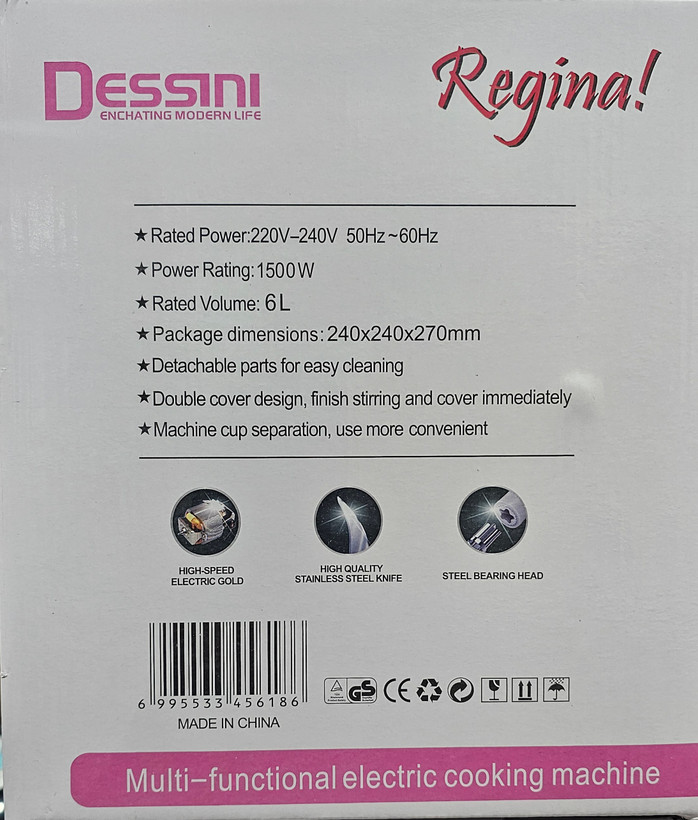 DESSINI
ENCHATING MODERN LIFE
Regina!
★Rated Power:220V–240V 50Hz~60Hz
★Power Rating:1500W
★Rated Volume: 6L
★Package dimensions:240x240x270mm
★Detachable parts for easy cleaning
★Double cover design, finish stirring and cover immediately
★Machine cup separation, use more convenient
HIGH-SPEED
ELECTRIC GOLD
HIGH QUALITY
STAINLESS STEEL KNIFE
STEEL BEARING HEAD
6 995533 456186
MADE IN CHINA
GS CE
Multi–functional electric cooking machine